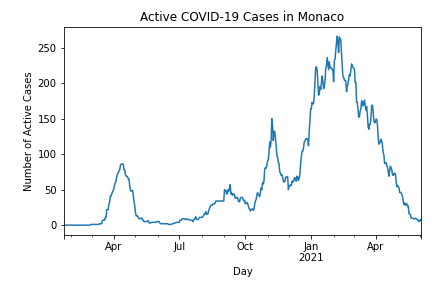 Active COVID-19 Cases in Monaco
Number of Active Cases
250
200
150
100
50
0
Apr Jul Oct Jan Apr
2021
Day